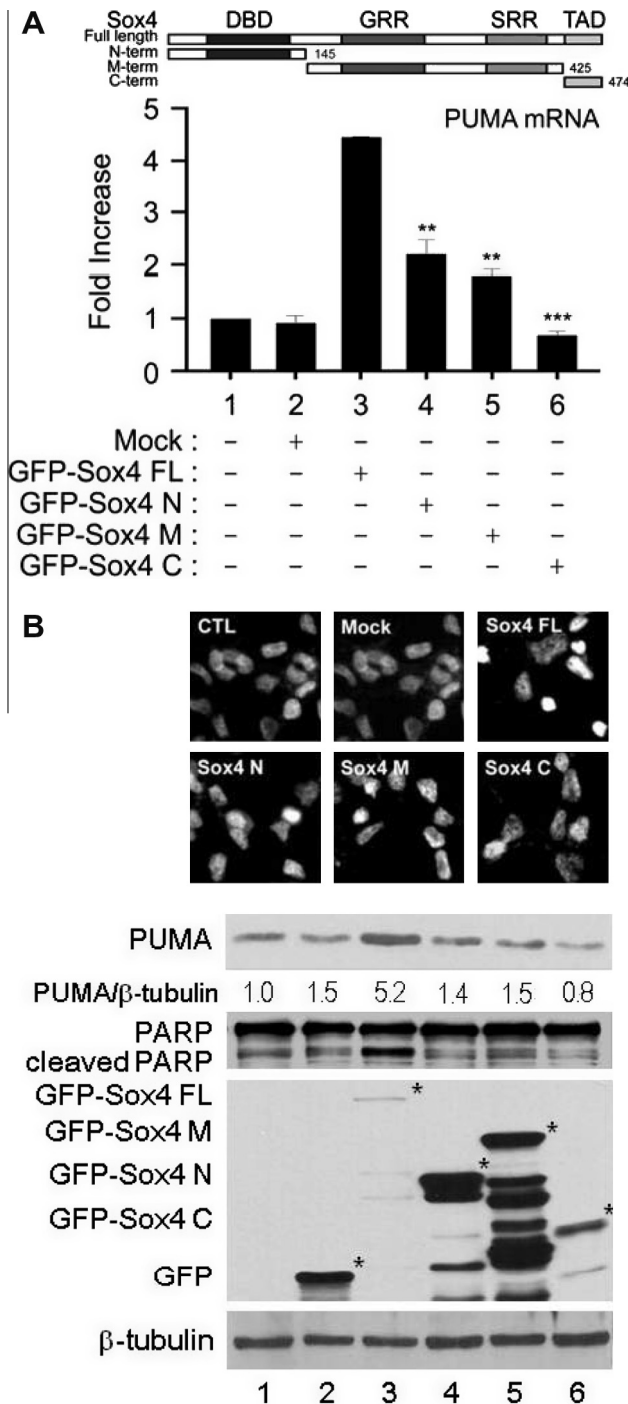 A
Sox4 DBD GRR SRR TAD
Full length
N-term 145
M-term 425
C-term 474
PUMA mRNA
Fold Increase
5
4
3
2
1
0
** ** ***
1 2 3 4 5 6
Mock : – + – – – –
GFP-Sox4 FL : – – + – – –
GFP-Sox4 N : – – – + – –
GFP-Sox4 M : – – – – + –
GFP-Sox4 C : – – – – – +
B
CTL Mock Sox4 FL
Sox4 N Sox4 M Sox4 C
PUMA
PUMA/β-tubulin 1.0 1.5 5.2 1.4 1.5 0.8
PARP
cleaved PARP
GFP-Sox4 FL *
GFP-Sox4 M *
GFP-Sox4 N *
GFP-Sox4 C *
GFP *
β-tubulin
1 2 3 4 5 6